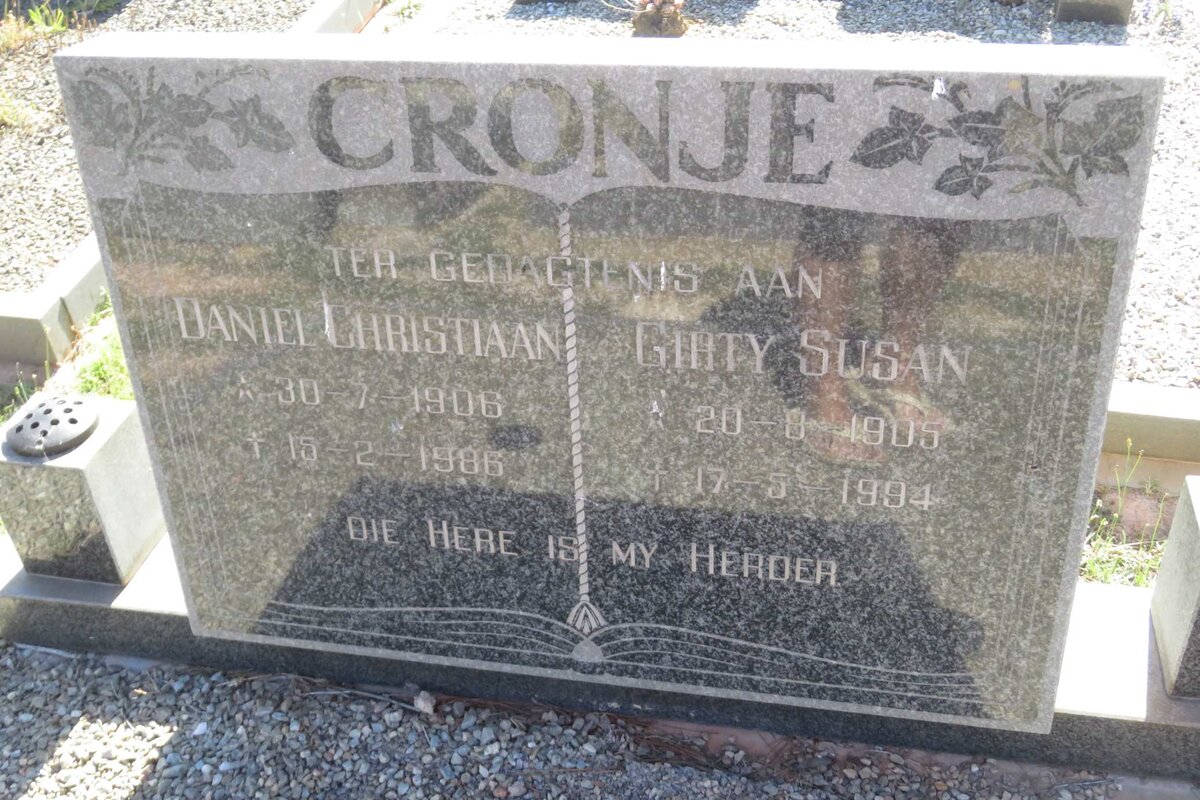 CRONJE
TER GEDAGTENIS AAN
DANIEL CHRISTIAAN GIRTY SUSAN
* 30-7-1906 * 20-8-1905
† 15-2-1986 † 17-5-1994
DIE HERE IS MY HERDER